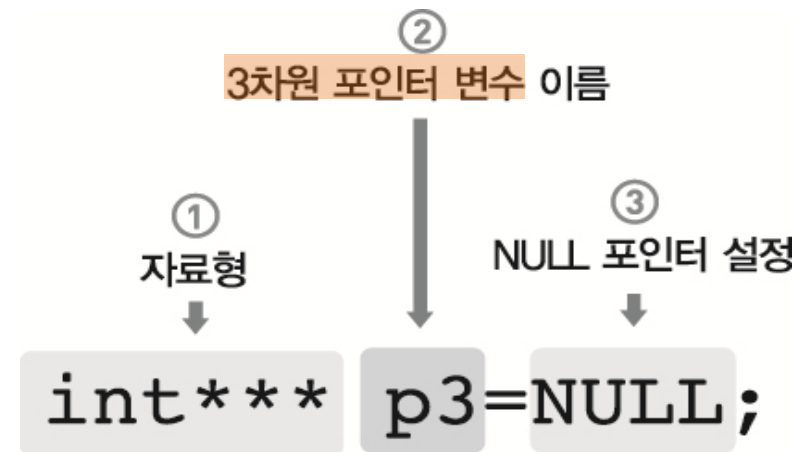 ②
3차원 포인터 변수 이름
①
자료형
③
NULL 포인터 설정
int*** p3=NULL;